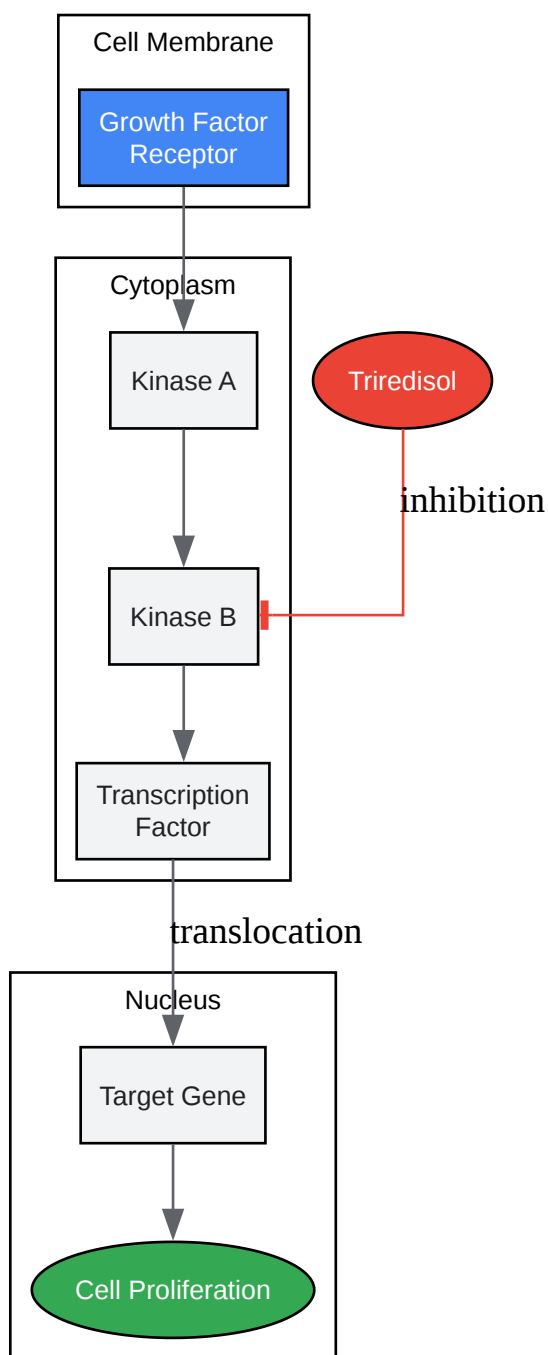 Cell Membrane
Growth Factor
Receptor
Cytoplasm
Kinase A
Triredisol
inhibition
Kinase B
Transcription
Factor
translocation
Nucleus
Target Gene
Cell Proliferation